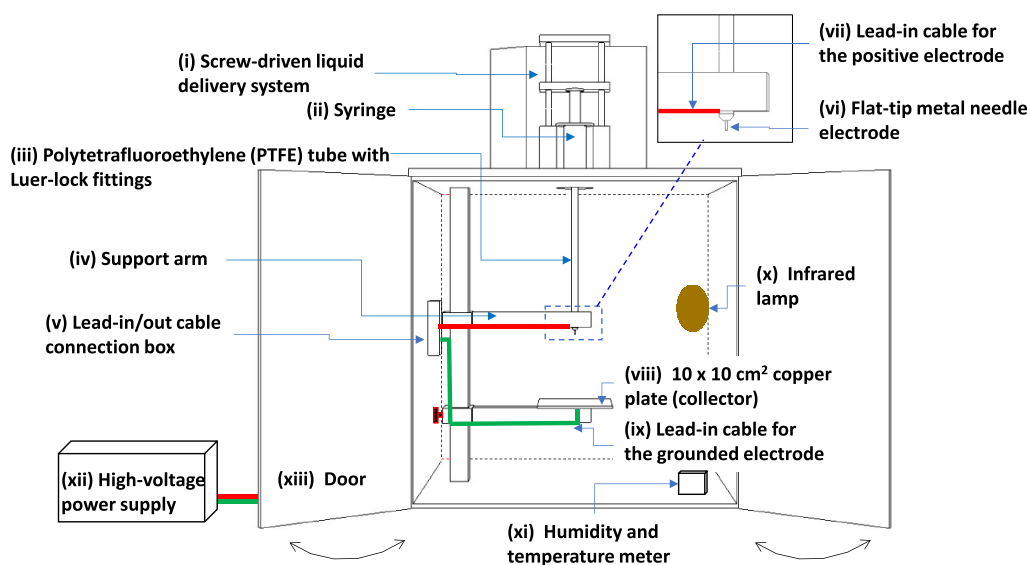 (i) Screw-driven liquid
delivery system
(ii) Syringe
(iii) Polytetrafluoroethylene (PTFE) tube with
Luer-lock fittings
(iv) Support arm
(v) Lead-in/out cable
connection box
(vii) Lead-in cable for
the positive electrode
(vi) Flat-tip metal needle
electrode
(x) Infrared
lamp
(viii) 10 x 10 cm² copper
plate (collector)
(ix) Lead-in cable for
the grounded electrode
(xii) High-voltage
power supply
(xiii) Door
(xi) Humidity and
temperature meter